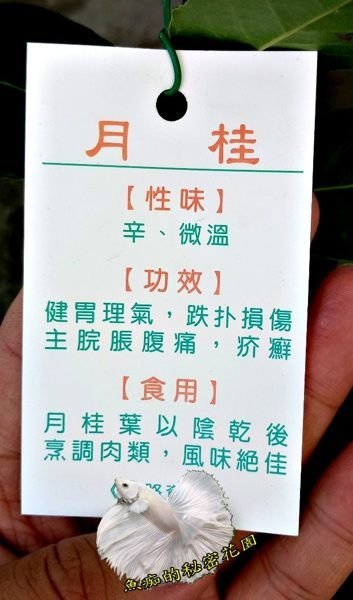 月 桂
【性味】
辛、微溫
【功效】
健胃理氣，跌扑損傷
主脘脹腹痛，疥癬
【食用】
月桂葉以陰乾後
烹調肉類，風味絕佳
魚痴的秘密花園